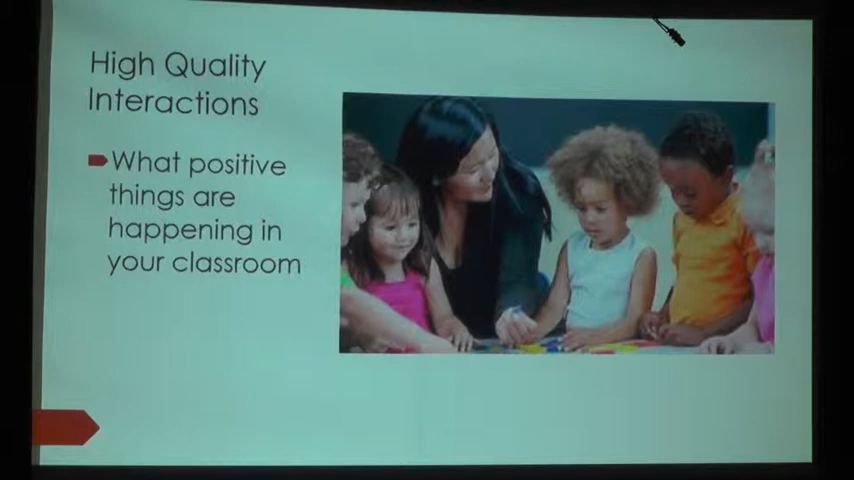 High Quality
Interactions
What positive
things are
happening in
your classroom